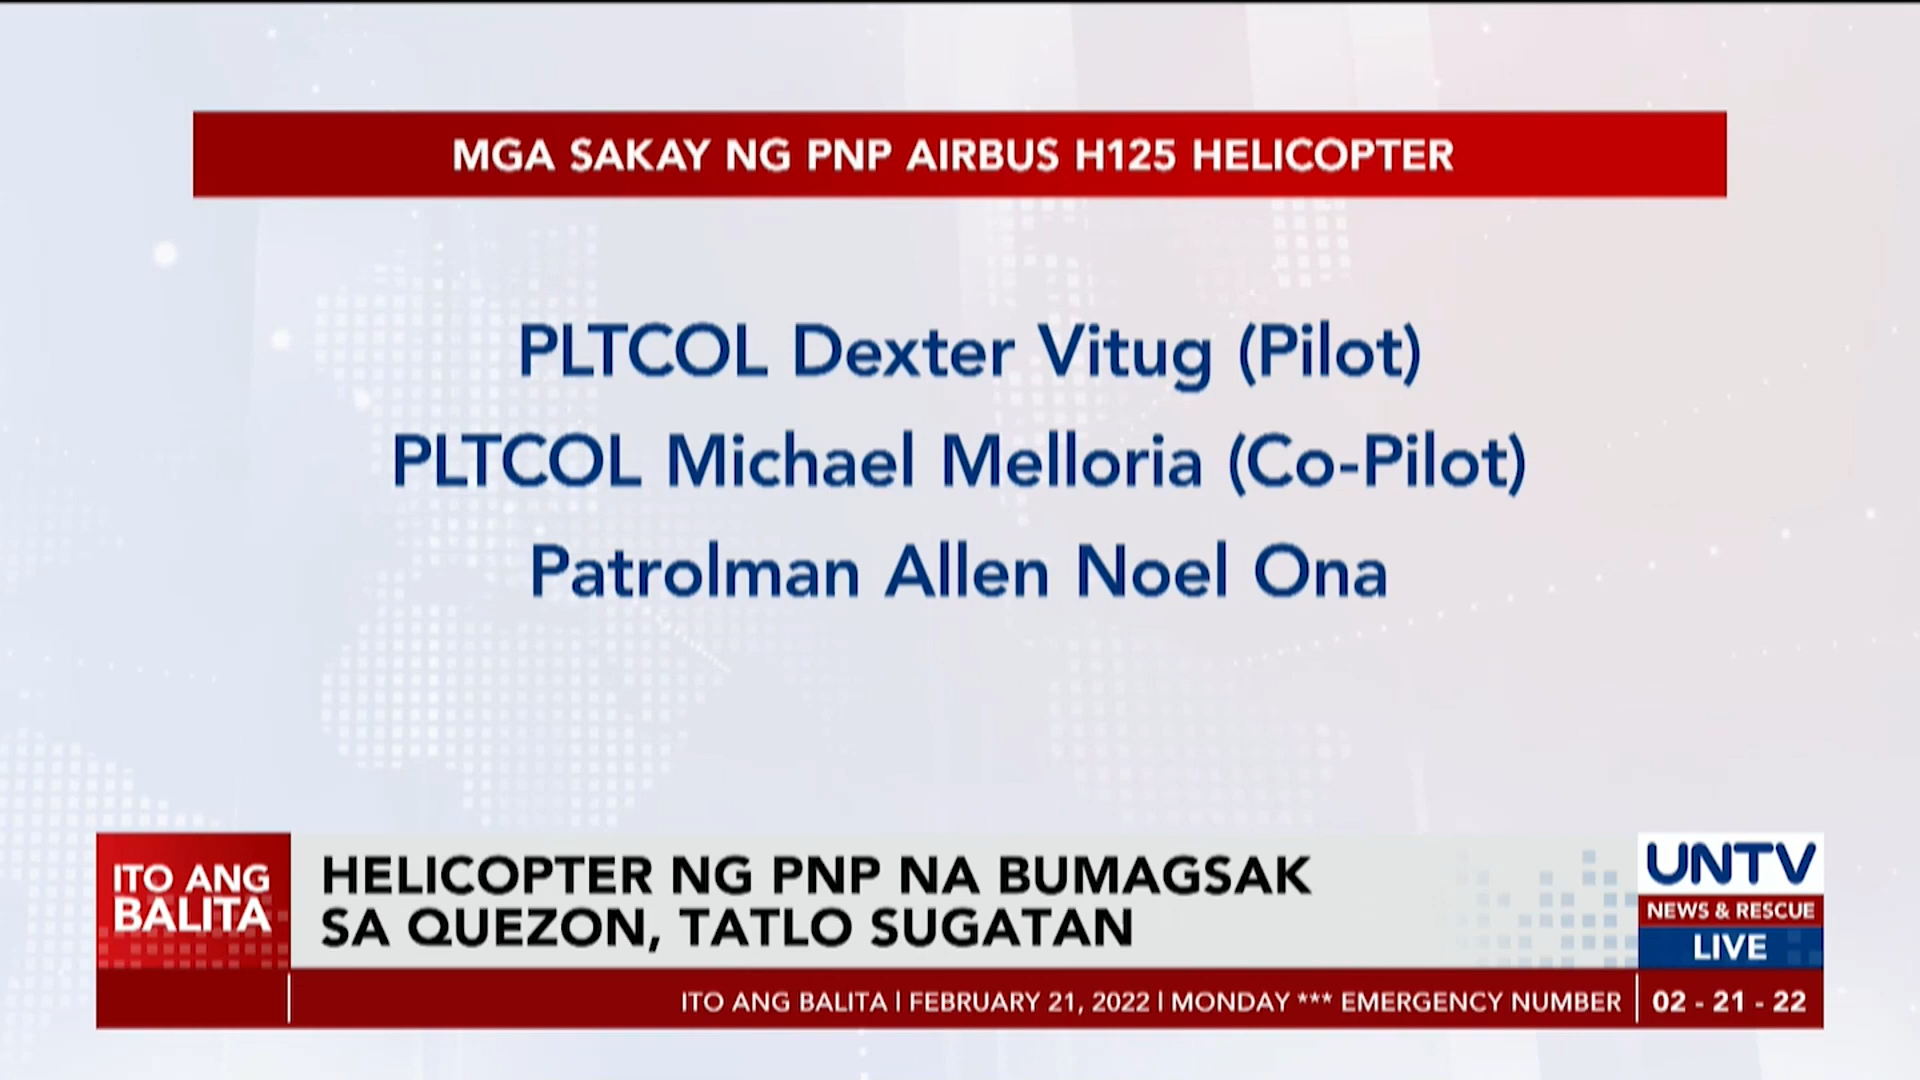 MGA SAKAY NG PNP AIRBUS H125 HELICOPTER
PLTCOL Dexter Vitug (Pilot)
PLTCOL Michael Melloria (Co-Pilot)
Patrolman Allen Noel Ona
ITO ANG
BALITA
HELICOPTER NG PNP NA BUMAGSAK
SA QUEZON, TATLO SUGATAN
UNTV
NEWS & RESCUE
LIVE
ITO ANG BALITA | FEBRUARY 21, 2022 | MONDAY *** EMERGENCY NUMBER
02 - 21 - 22